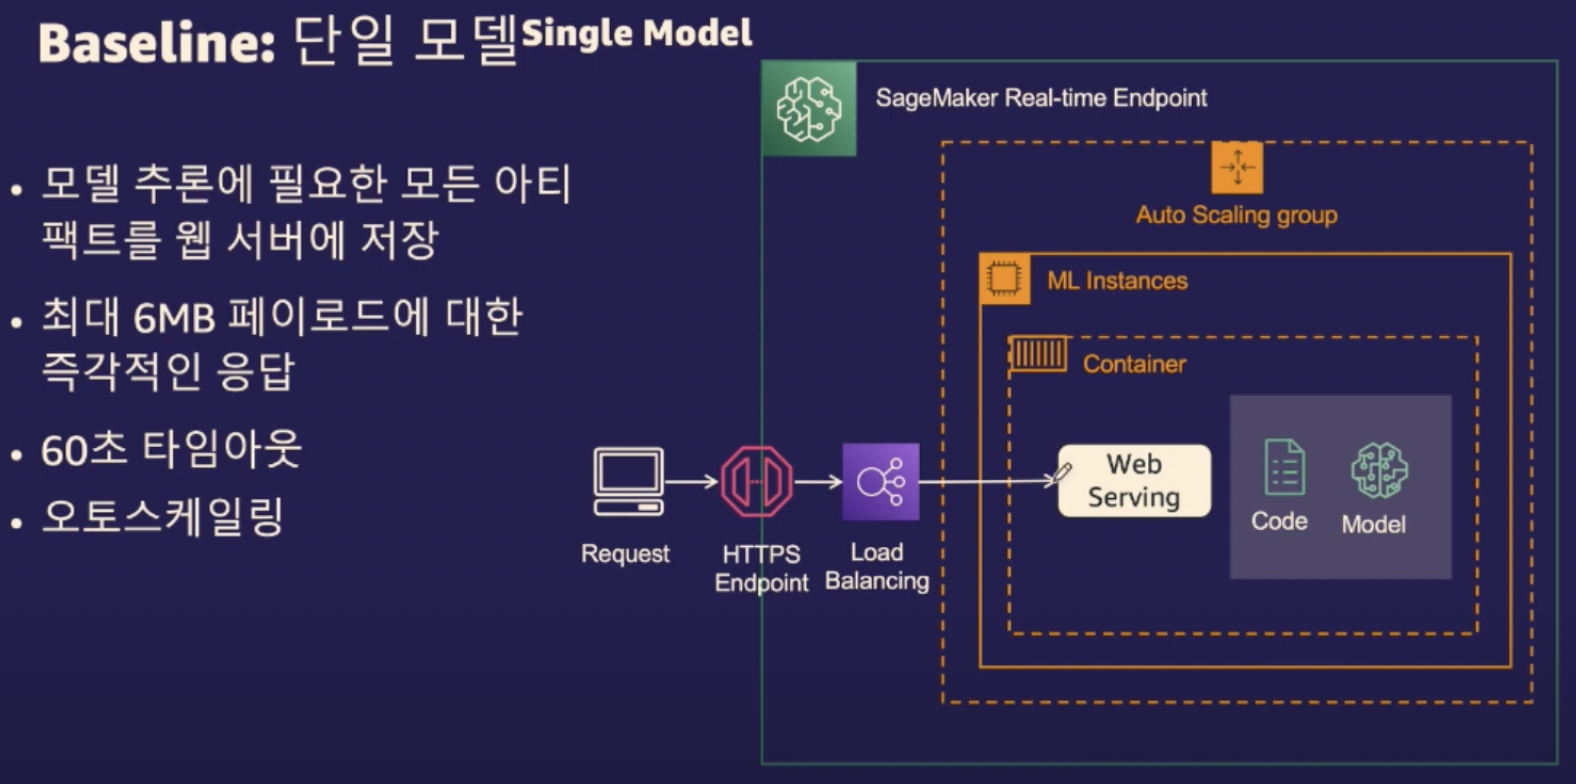 Baseline: 단일 모델Single Model
• 모델 추론에 필요한 모든 아티
팩트를 웹 서버에 저장
• 최대 6MB 페이로드에 대한
즉각적인 응답
• 60초 타임아웃
• 오토스케일링
SageMaker Real-time Endpoint
Auto Scaling group
ML Instances
Container
Web
Serving
Code
Model
Request
HTTPS
Endpoint
Load
Balancing